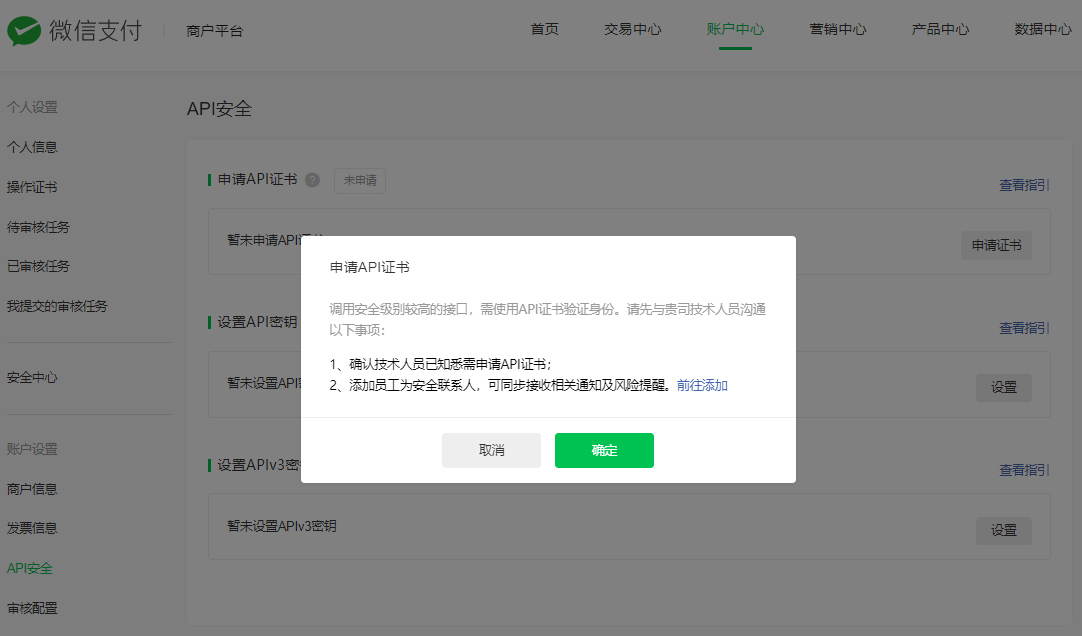 微信支付 商户平台 首页 交易中心 账户中心 营销中心 产品中心 数据中心
个人设置
个人信息
操作证书
待审核任务
已审核任务
我提交的审核任务
安全中心
账户设置
商户信息
发票信息
API安全
审核配置
API安全
申请API证书 ? 未申请 查看指引
暂未申请API 申请证书
设置API密钥 查看指引
暂未设置API 设置
设置APIv3密 查看指引
暂未设置APIv3密钥 设置
申请API证书
调用安全级别较高的接口，需使用API证书验证身份。请先与贵司技术人员沟通
以下事项：
1、确认技术人员已知悉需申请API证书；
2、添加员工为安全联系人，可同步接收相关通知及风险提醒。前往添加
取消 确定